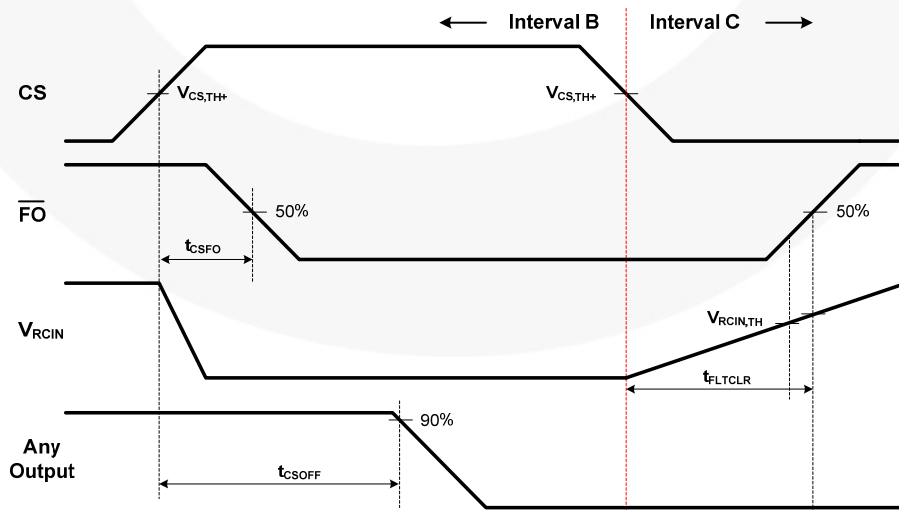 Interval B Interval C
CS
VCS,TH+ VCS,TH+
FO
50% 50%
tCSFO
VRCIN
VRCIN,TH
tFLTCLR
90%
Any
Output
tCSOFF